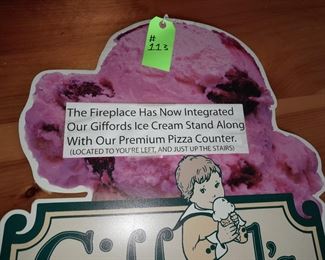 #
113
The Fireplace Has Now Integrated
Our Giffords Ice Cream Stand Along
With Our Premium Pizza Counter.
(LOCATED TO YOU'RE LEFT, AND JUST UP THE STAIRS)
Gifford's